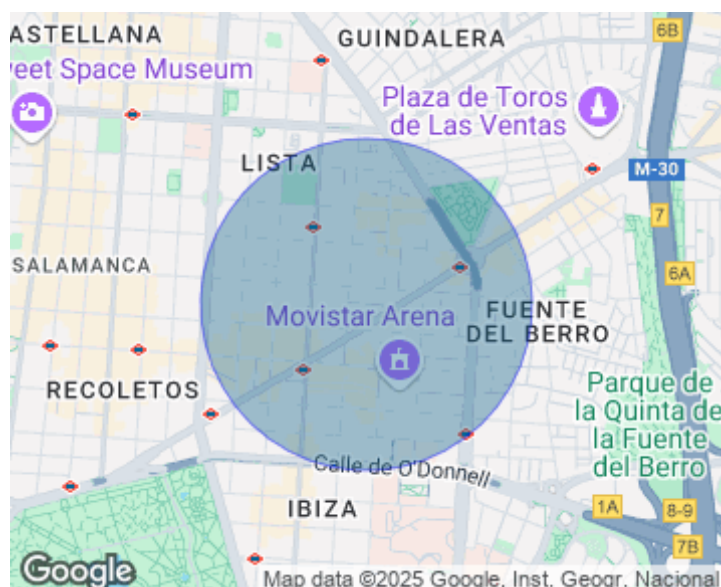 ASTELLANA
GUINDALERA
6B
eet Space Museum
Plaza de Toros
de Las Ventas
LISTA
M-30
7
SALAMANCA
6A
Movistar Arena
FUENTE
DEL BERRO
RECOLETOS
Parque de
la Quinta de
la Fuente
del Berro
Calle de O'Donnell
IBIZA
1A
8-9
7B
Google
Map data ©2025 Google, Inst. Geogr. Nacional